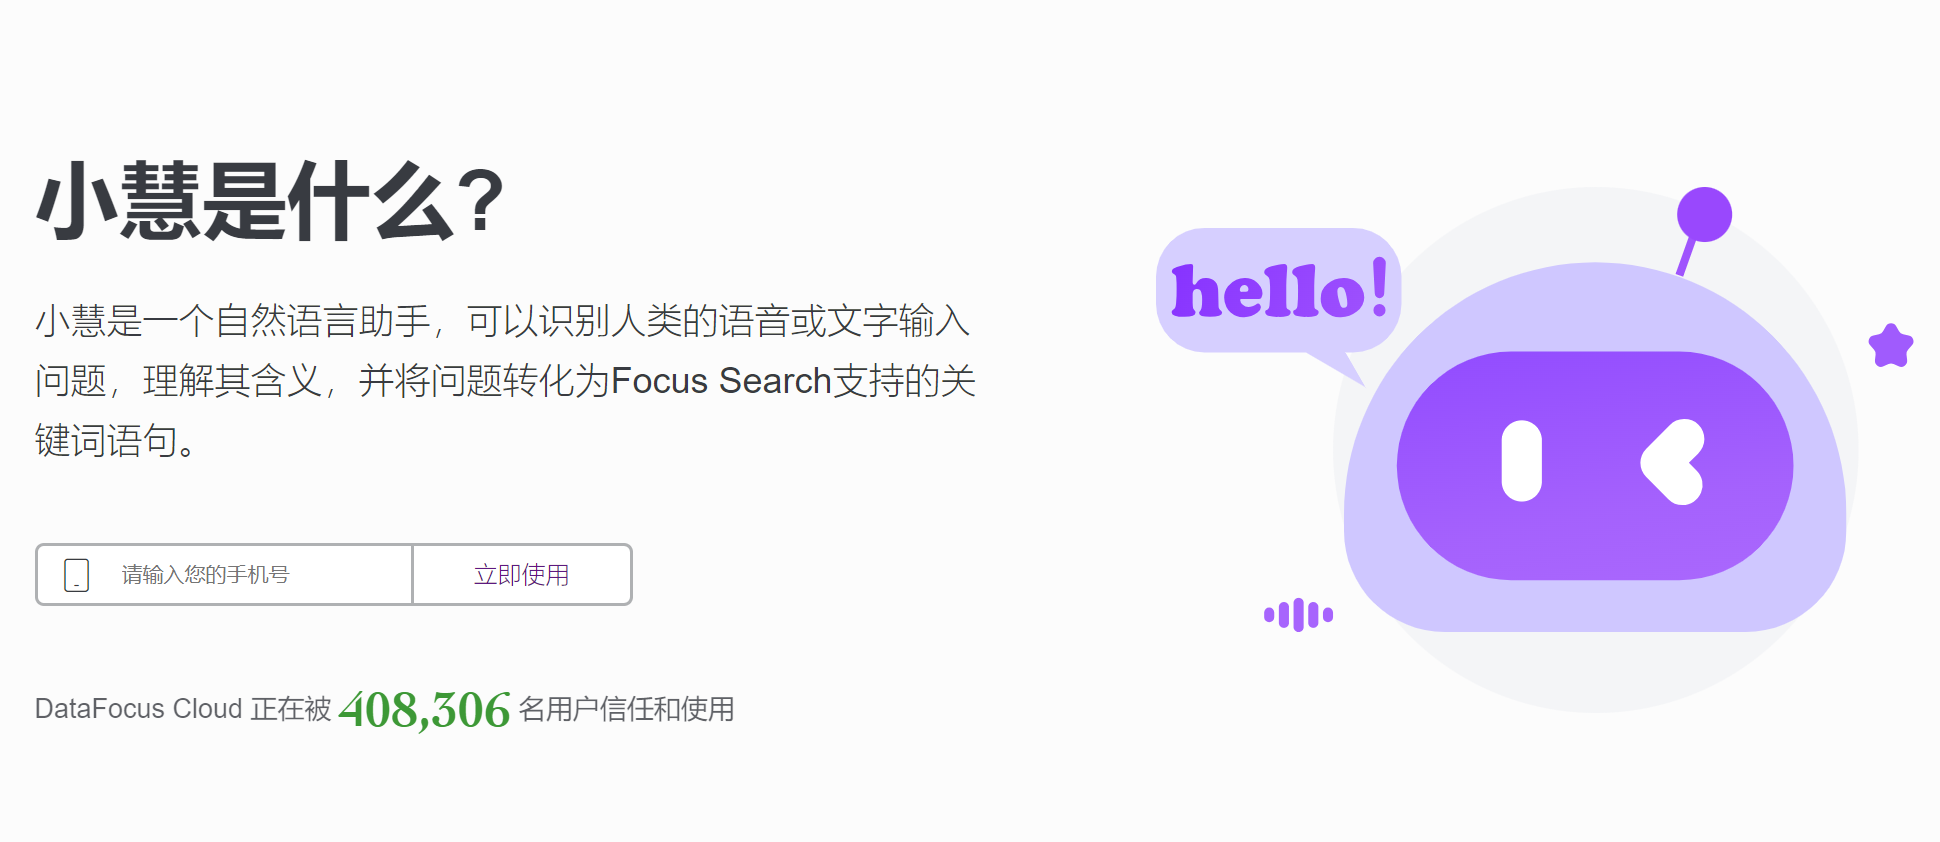 小慧是什么?
hello!
小慧是一个自然语言助手，可以识别人类的语音或文字输入
问题，理解其含义，并将问题转化为Focus Search支持的关
键词语句。
请输入您的手机号
立即使用
DataFocus Cloud 正在被 408,306 名用户信任和使用